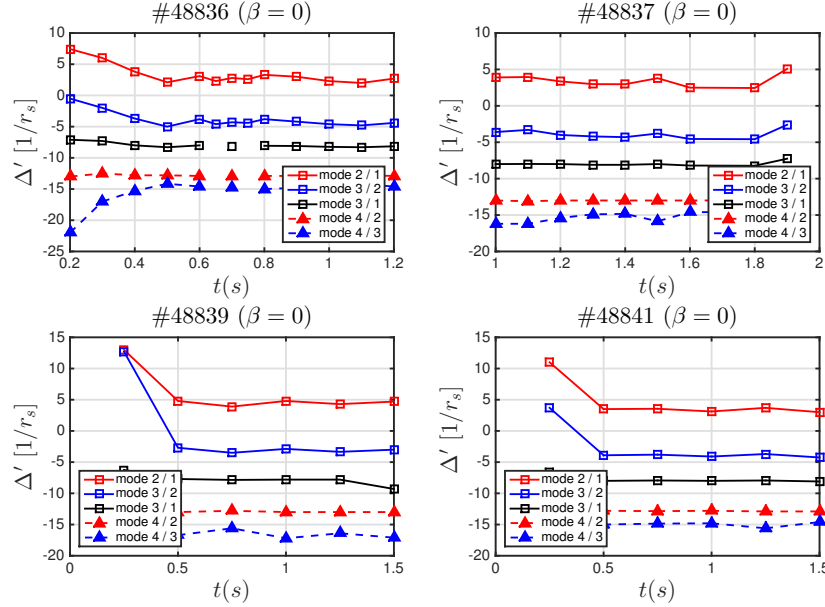 #48836 (β = 0)
10
5
0
-5
-10
-15
-20
-25
Δ′ [1/r_s]
0.2
0.4
0.6
0.8
1
1.2
t(s)
mode 2 / 1
mode 3 / 2
mode 3 / 1
mode 4 / 2
mode 4 / 3
#48837 (β = 0)
10
5
0
-5
-10
-15
-20
Δ′ [1/r_s]
1
1.2
1.4
1.6
1.8
2
t(s)
mode 2 / 1
mode 3 / 2
mode 3 / 1
mode 4 / 2
mode 4 / 3
#48839 (β = 0)
15
10
5
0
-5
-10
-15
-20
Δ′ [1/r_s]
0
0.5
1
1.5
t(s)
mode 2 / 1
mode 3 / 2
mode 3 / 1
mode 4 / 2
mode 4 / 3
#48841 (β = 0)
15
10
5
0
-5
-10
-15
-20
Δ′ [1/r_s]
0
0.5
1
1.5
t(s)
mode 2 / 1
mode 3 / 2
mode 3 / 1
mode 4 / 2
mode 4 / 3